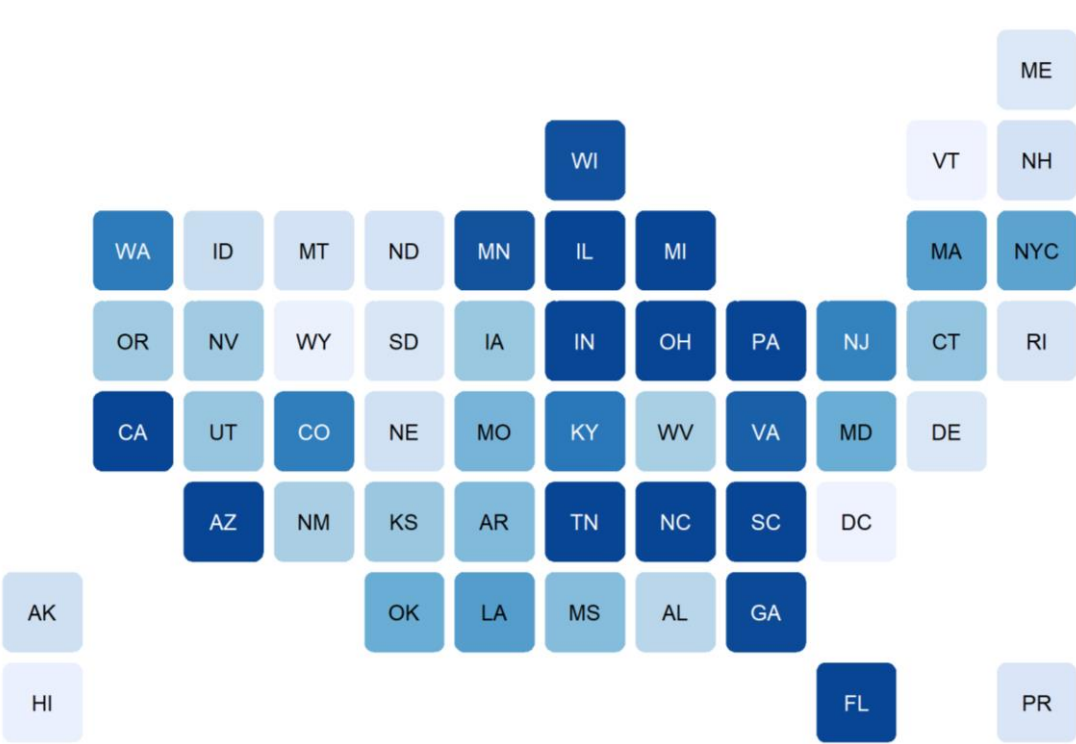 ME
WI VT NH
WA ID MT ND MN IL MI MA NYC
OR NV WY SD IA IN OH PA NJ CT RI
CA UT CO NE MO KY WV VA MD DE
AZ NM KS AR TN NC SC DC
AK OK LA MS AL GA
HI FL PR